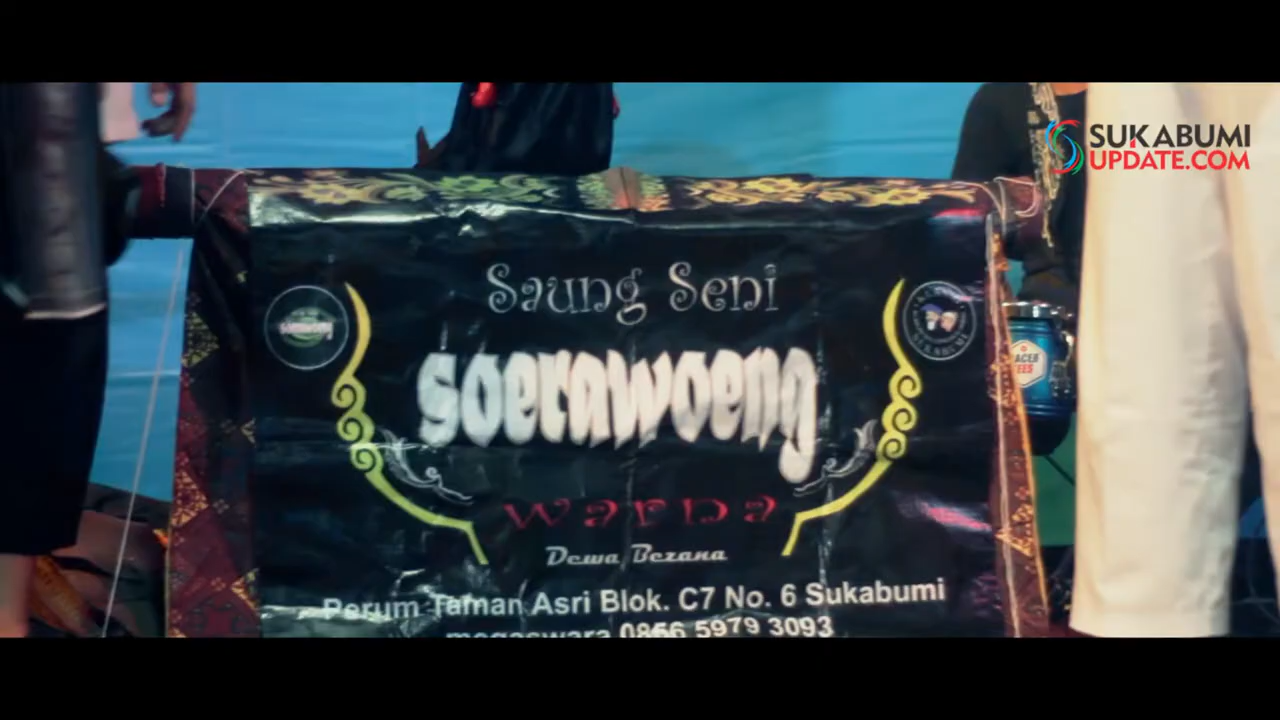 SUKABUMI
UPDATE.COM
Saung Seni
soerawoeng
warna
Dewa Bezana
Perum Taman Asri Blok. C7 No. 6 Sukabumi
megaswara 0856 5979 3093